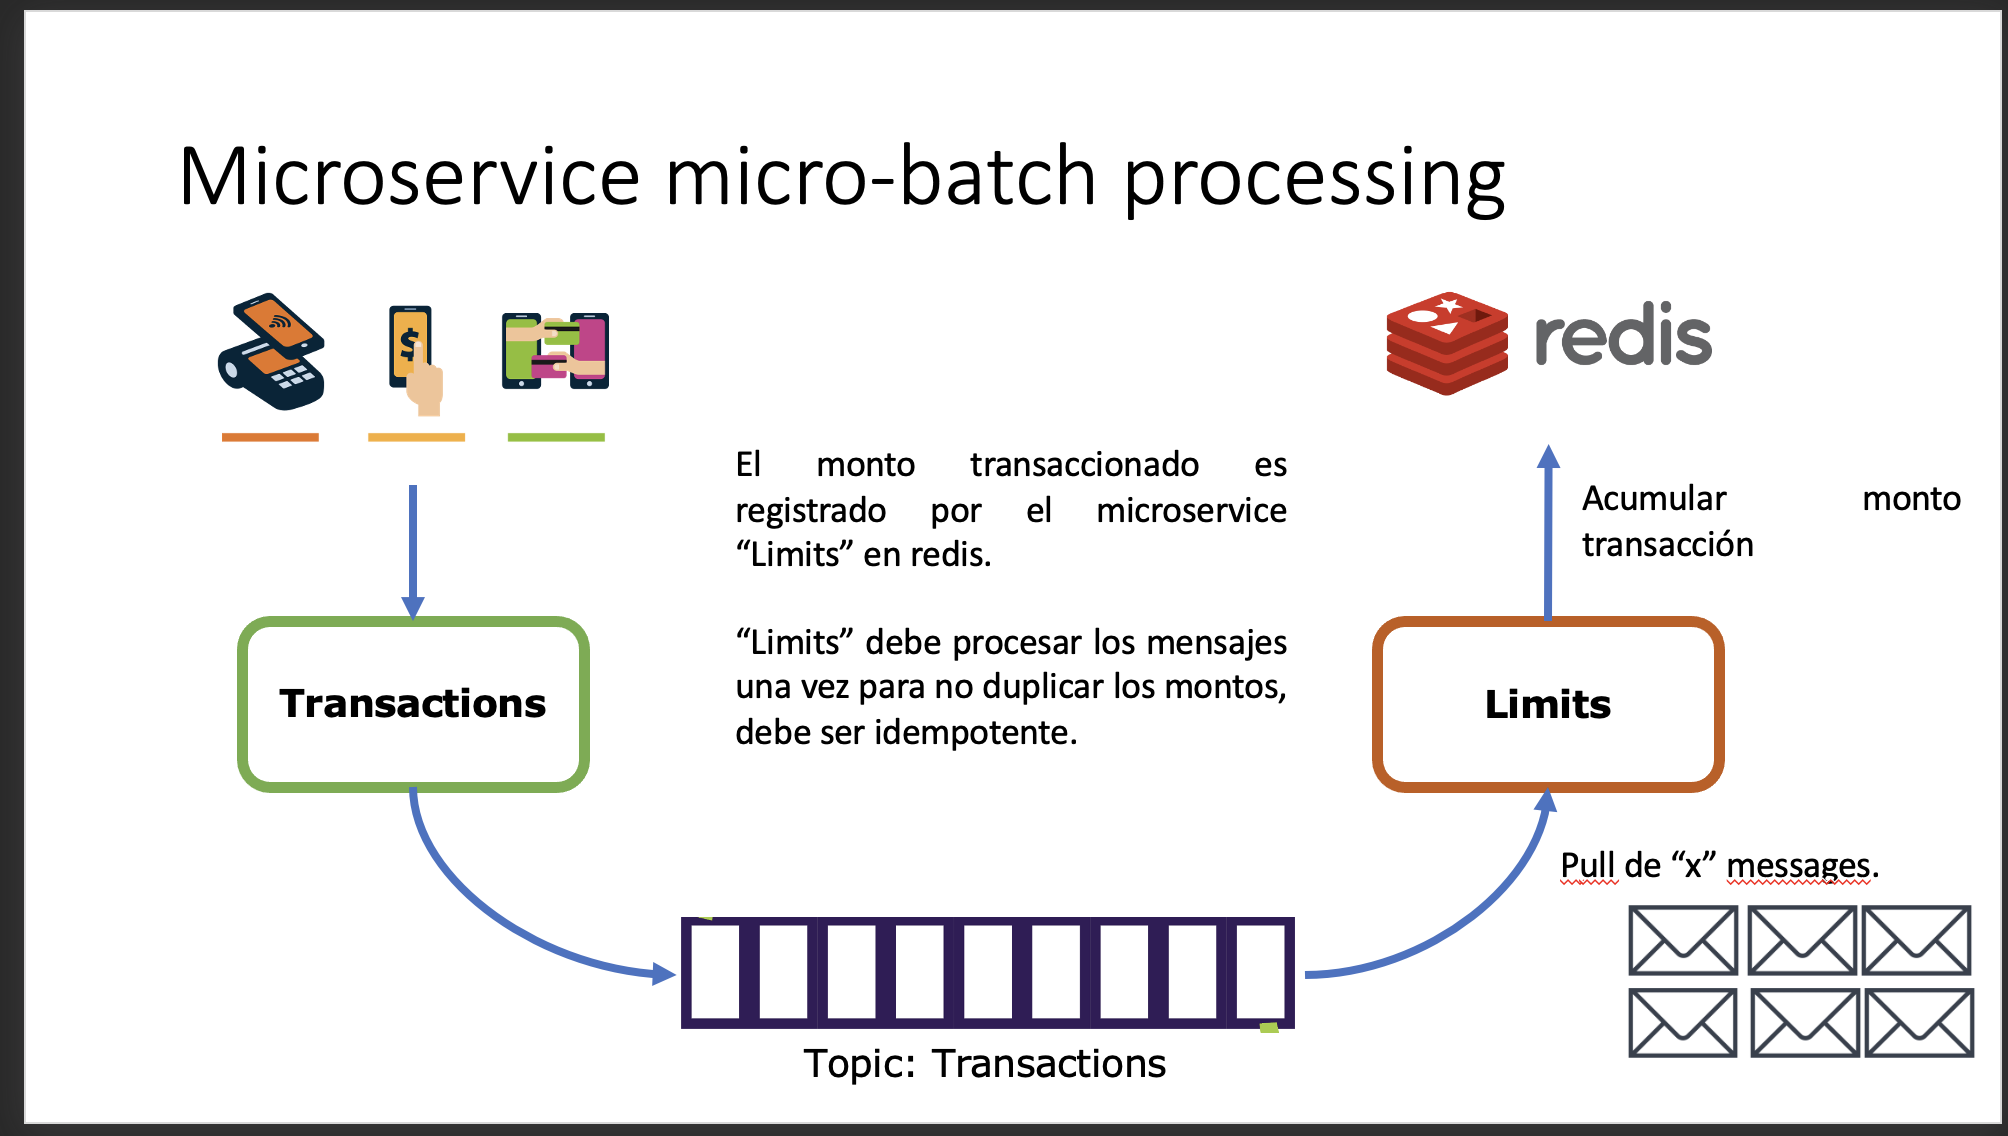 Microservice micro-batch processing
$
redis
El monto transaccionado es
registrado por el microservice
“Limits” en redis.
“Limits” debe procesar los mensajes
una vez para no duplicar los montos,
debe ser idempotente.
Acumular monto
transacción
Transactions
Limits
Pull de “x” messages.
Topic: Transactions